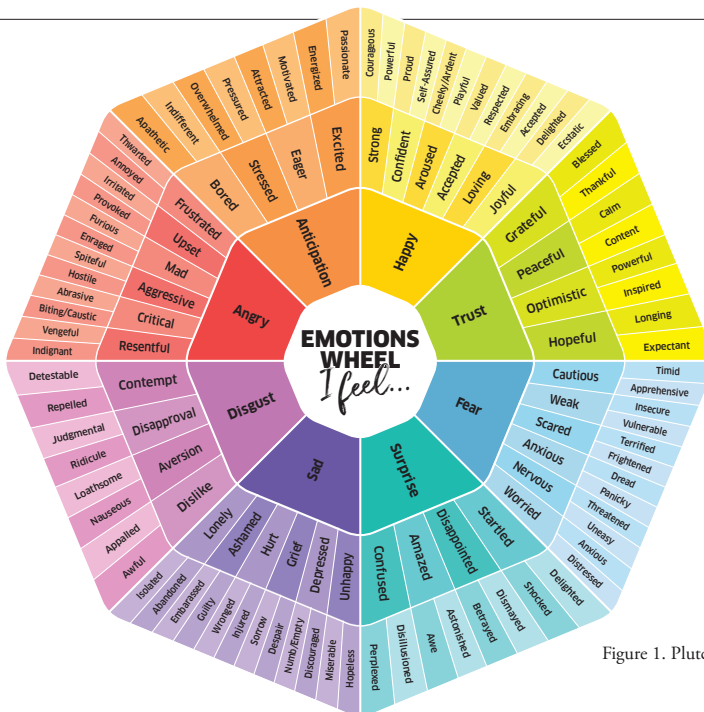 EMOTIONS
WHEEL
I feel...
Happy
Strong
Confident
Aroused
Accepted
Loving
Joyful
Courageous
Powerful
Proud
Self-Assured
Cheeky/Ardent
Playful
Valued
Respected
Embracing
Accepted
Delighted
Ecstatic
Trust
Grateful
Peaceful
Optimistic
Hopeful
Blessed
Thankful
Calm
Content
Powerful
Inspired
Longing
Expectant
Fear
Cautious
Weak
Scared
Anxious
Nervous
Worried
Timid
Apprehensive
Insecure
Vulnerable
Terrified
Frightened
Dread
Panicky
Threatened
Uneasy
Anxious
Distressed
Surprise
Startled
Disappointed
Amazed
Confused
Delighted
Shocked
Dismayed
Betrayed
Astonished
Awe
Disillusioned
Perplexed
Sad
Unhappy
Depressed
Grief
Hurt
Ashamed
Lonely
Hopeless
Miserable
Discouraged
Numb/Empty
Despair
Sorrow
Injured
Wronged
Guilty
Embarassed
Abandoned
Isolated
Disgust
Dislike
Aversion
Disapproval
Contempt
Awful
Appalled
Nauseous
Loathsome
Ridicule
Judgmental
Repelled
Detestable
Angry
Resentful
Critical
Aggressive
Mad
Upset
Frustrated
Indignant
Vengeful
Biting/Caustic
Abrasive
Hostile
Spiteful
Enraged
Furious
Provoked
Irritated
Annoyed
Thwarted
Anticipation
Bored
Stressed
Eager
Excited
Apathetic
Indifferent
Overwhelmed
Pressured
Attracted
Motivated
Energized
Passionate
Figure 1. Plutc